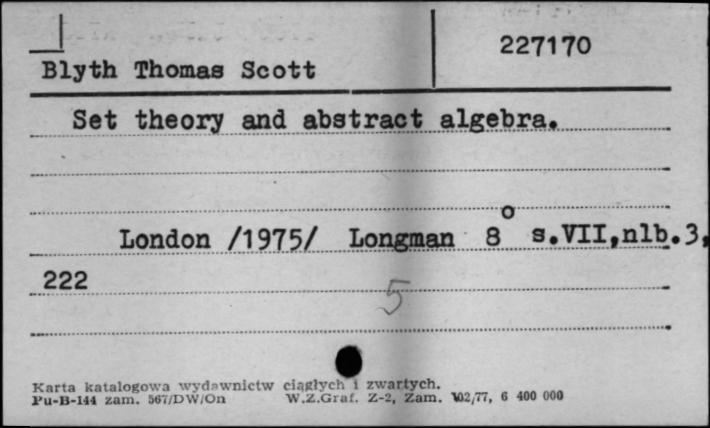 227170
Blyth Thomas Scott
Set theory and abstract algebra.
London /1975/ Longman 8° s.VII,nlb.3,
222
5
Karta katalogowa wydawnictw ciągłych i zwartych.
Pu-B-144 zam. 567/DW/On W.Z.Graf. Z-2, Zam. 102/77, 6 400 000